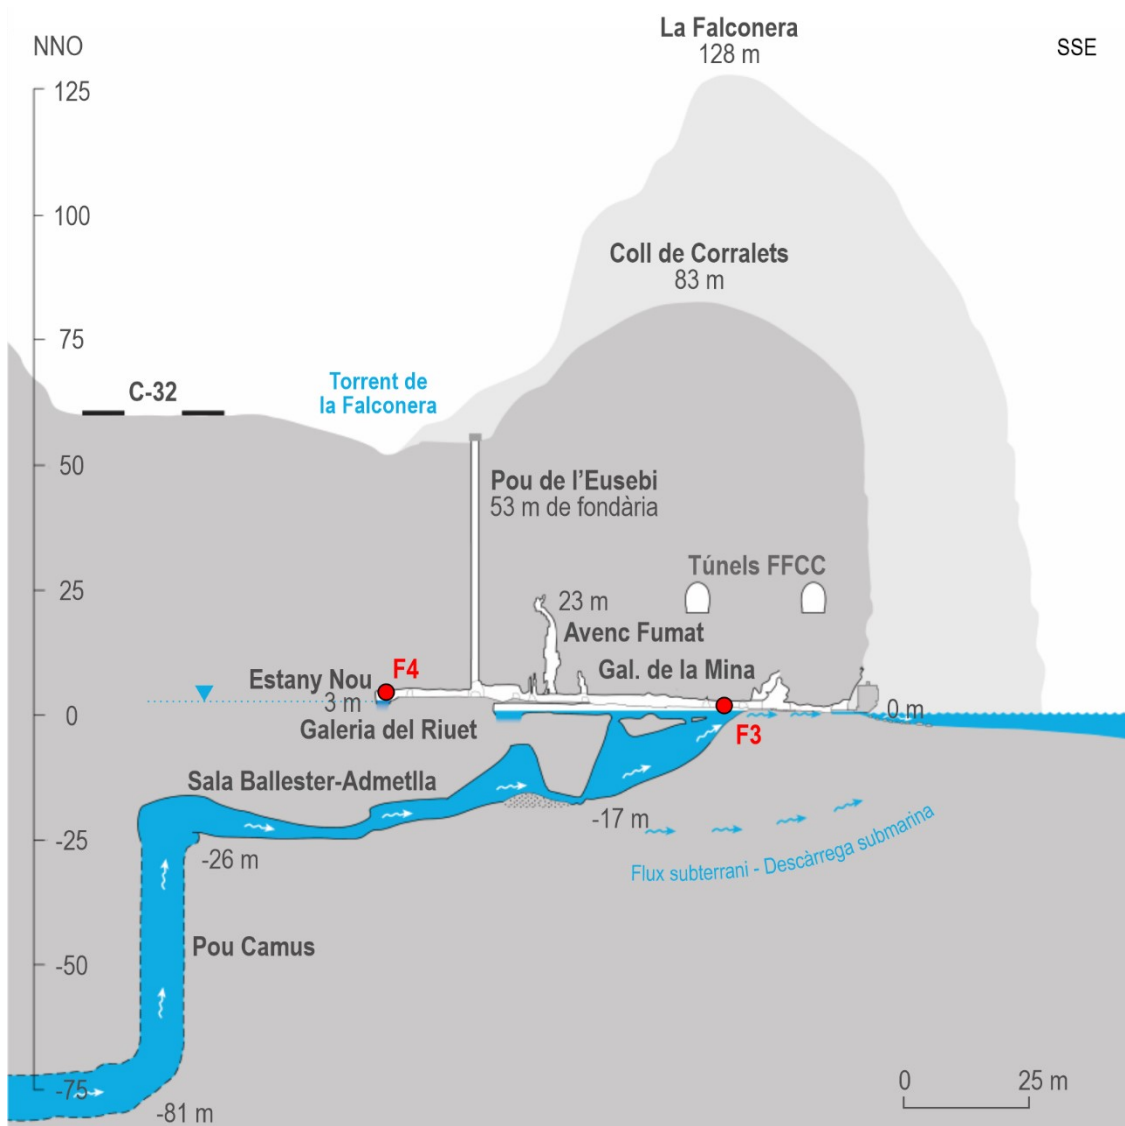 La Falconera
128 m
NNO
SSE
125
100
Coll de Corralets
83 m
75
C-32
Torrent de
la Falconera
50
Pou de l'Eusebi
53 m de fondària
25
Túnels FFCC
23 m
Avenc Fumat
Gal. de la Mina
F4
Estany Nou
3 m
0
0 m
Galeria del Riuet
F3
Sala Ballester-Admetlla
-17 m
-25
-26 m
Flux subterrani - Descàrrega submarina
Pou Camus
-50
-75
-81 m
0
25 m